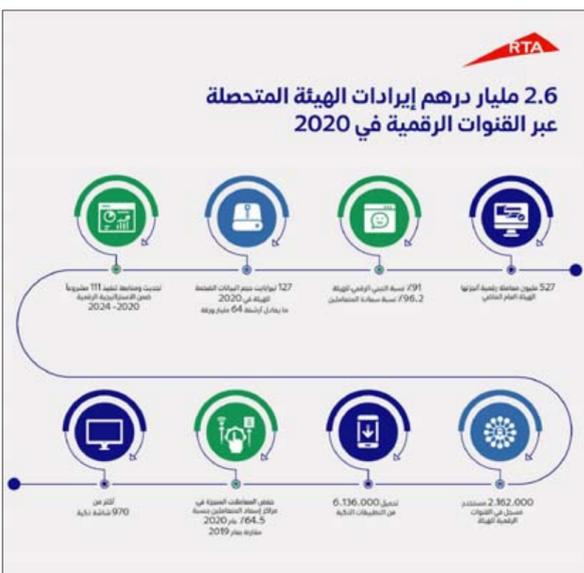 RTA
2.6 مليار درهم إيرادات الهيئة المتحصلة
عبر القنوات الرقمية في 2020
527 مليون معاملة رقمية أنجزتها
الهيئة العام الماضي
91٪ نسبة التبني الرقمي للهيئة
96.2٪ نسبة سعادة المتعاملين
127 تيرابايت حجم البيانات الضخمة
للهيئة في 2020
ما يعادل أرشفة 64 مليار ورقة
تحديث ومتابعة تنفيذ 111 مشروعاً
ضمن الاستراتيجية الرقمية
2020-2024
2.162.000 مستخدم
مسجل في القنوات
الرقمية للهيئة
تحميل 6.136.000
من التطبيقات الذكية
خفض المعاملات المنجزة في
مراكز إسعاد المتعاملين بنسبة
64.5٪ عام 2020
مقارنة بعام 2019
أكثر من
970 شاشة ذكية